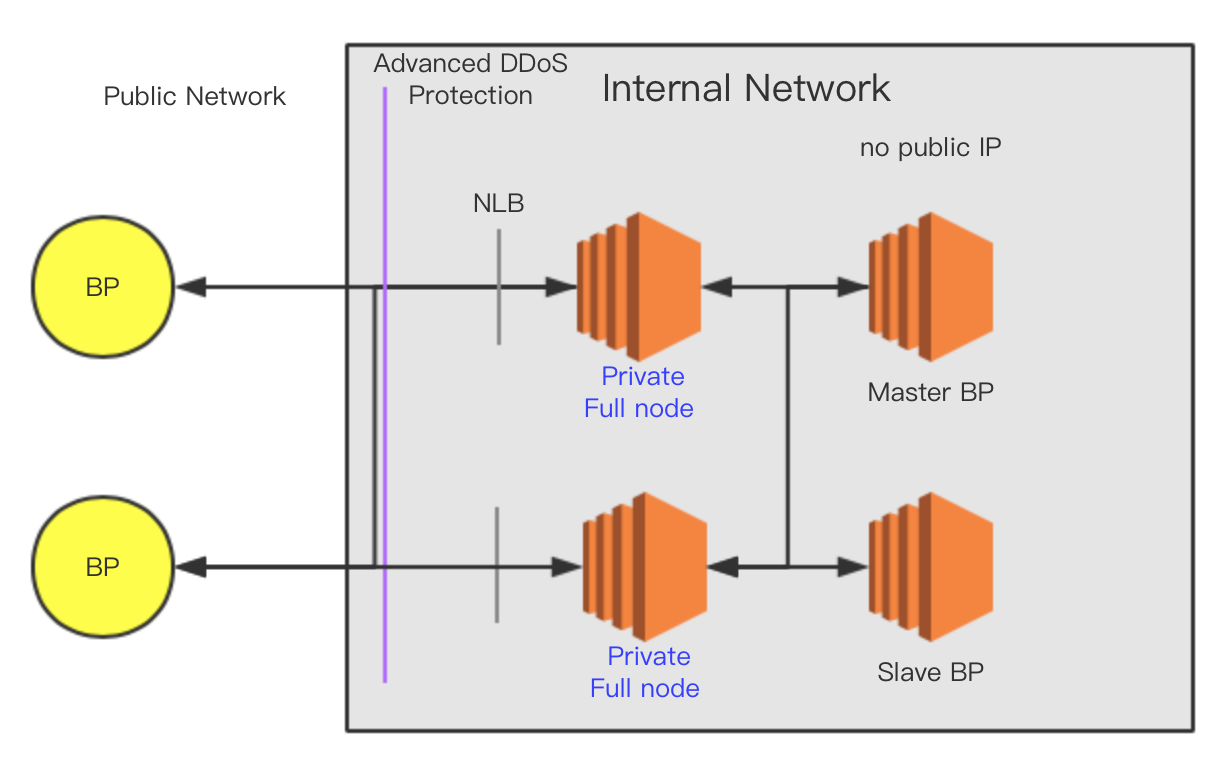 Advanced DDoS
Protection
Internal Network
Public Network
no public IP
NLB
BP
Private
Full node
Master BP
BP
Private
Full node
Slave BP